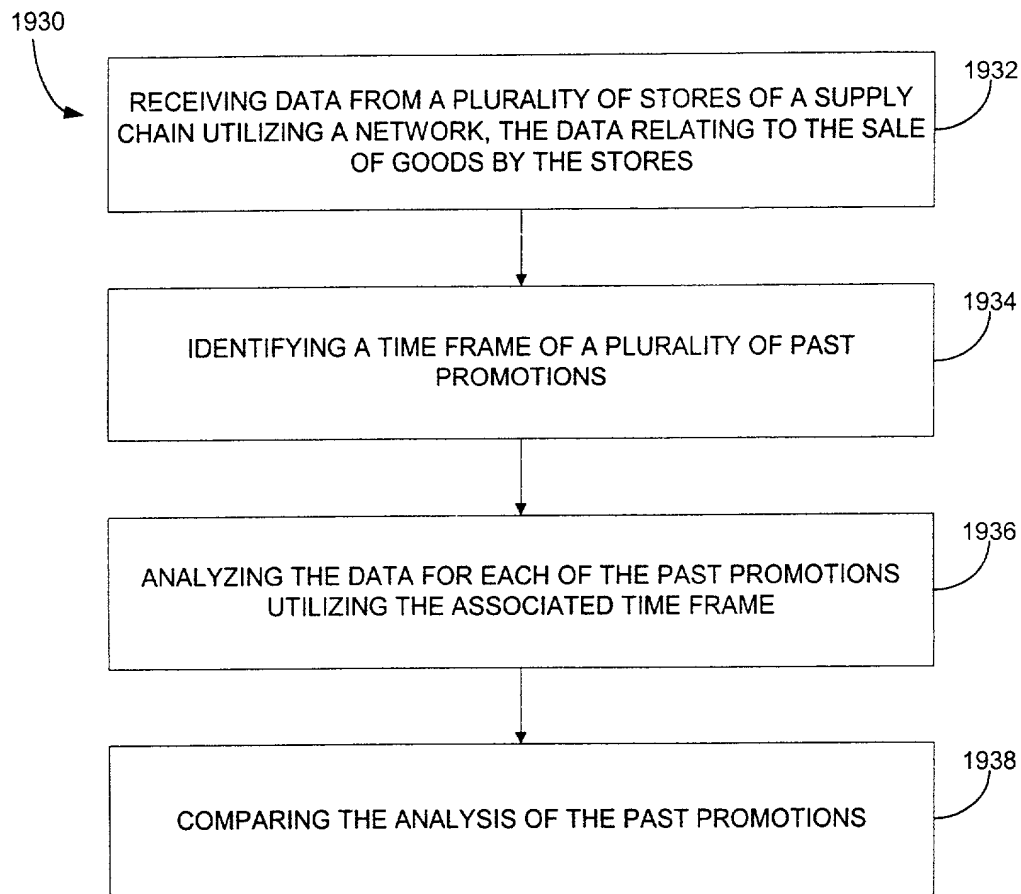 1930
1932
RECEIVING DATA FROM A PLURALITY OF STORES OF A SUPPLY
CHAIN UTILIZING A NETWORK, THE DATA RELATING TO THE SALE
OF GOODS BY THE STORES
1934
IDENTIFYING A TIME FRAME OF A PLURALITY OF PAST
PROMOTIONS
1936
ANALYZING THE DATA FOR EACH OF THE PAST PROMOTIONS
UTILIZING THE ASSOCIATED TIME FRAME
1938
COMPARING THE ANALYSIS OF THE PAST PROMOTIONS